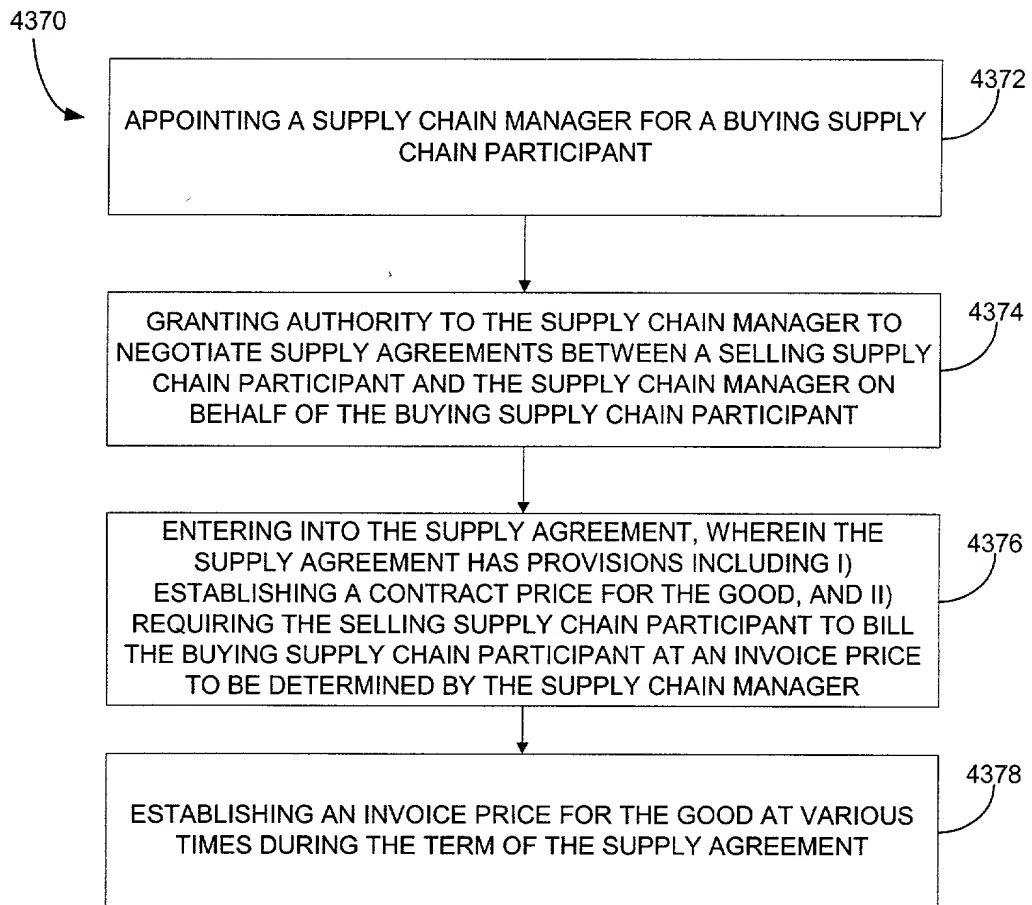 4370
4372
APPOINTING A SUPPLY CHAIN MANAGER FOR A BUYING SUPPLY
CHAIN PARTICIPANT
4374
GRANTING AUTHORITY TO THE SUPPLY CHAIN MANAGER TO
NEGOTIATE SUPPLY AGREEMENTS BETWEEN A SELLING SUPPLY
CHAIN PARTICIPANT AND THE SUPPLY CHAIN MANAGER ON
BEHALF OF THE BUYING SUPPLY CHAIN PARTICIPANT
4376
ENTERING INTO THE SUPPLY AGREEMENT, WHEREIN THE
SUPPLY AGREEMENT HAS PROVISIONS INCLUDING I)
ESTABLISHING A CONTRACT PRICE FOR THE GOOD, AND II)
REQUIRING THE SELLING SUPPLY CHAIN PARTICIPANT TO BILL
THE BUYING SUPPLY CHAIN PARTICIPANT AT AN INVOICE PRICE
TO BE DETERMINED BY THE SUPPLY CHAIN MANAGER
4378
ESTABLISHING AN INVOICE PRICE FOR THE GOOD AT VARIOUS
TIMES DURING THE TERM OF THE SUPPLY AGREEMENT